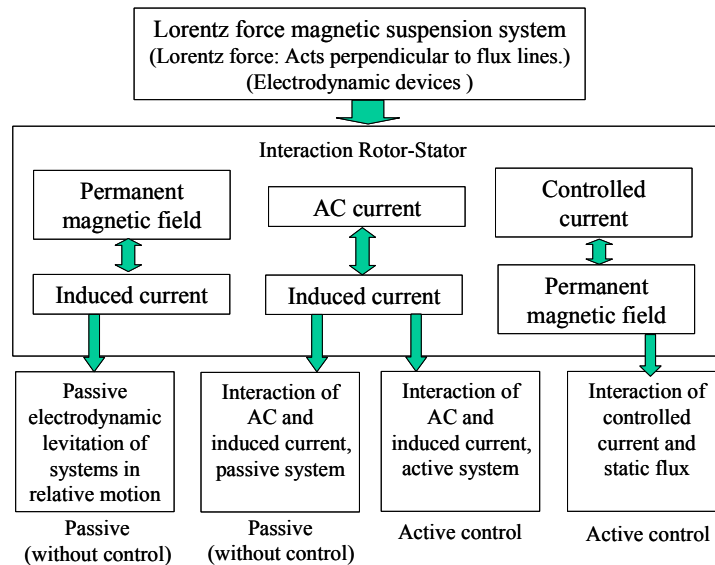 Lorentz force magnetic suspension system
(Lorentz force: Acts perpendicular to flux lines.)
(Electrodynamic devices )
Interaction Rotor-Stator
Permanent
magnetic field
Induced current
AC current
Induced current
Controlled
current
Permanent
magnetic field
Passive
electrodynamic
levitation of
systems in
relative motion
Passive
(without control)
Interaction of
AC and
induced current,
passive system
Passive
(without control)
Interaction of
AC and
induced current,
active system
Active control
Interaction of
controlled
current and
static flux
Active control